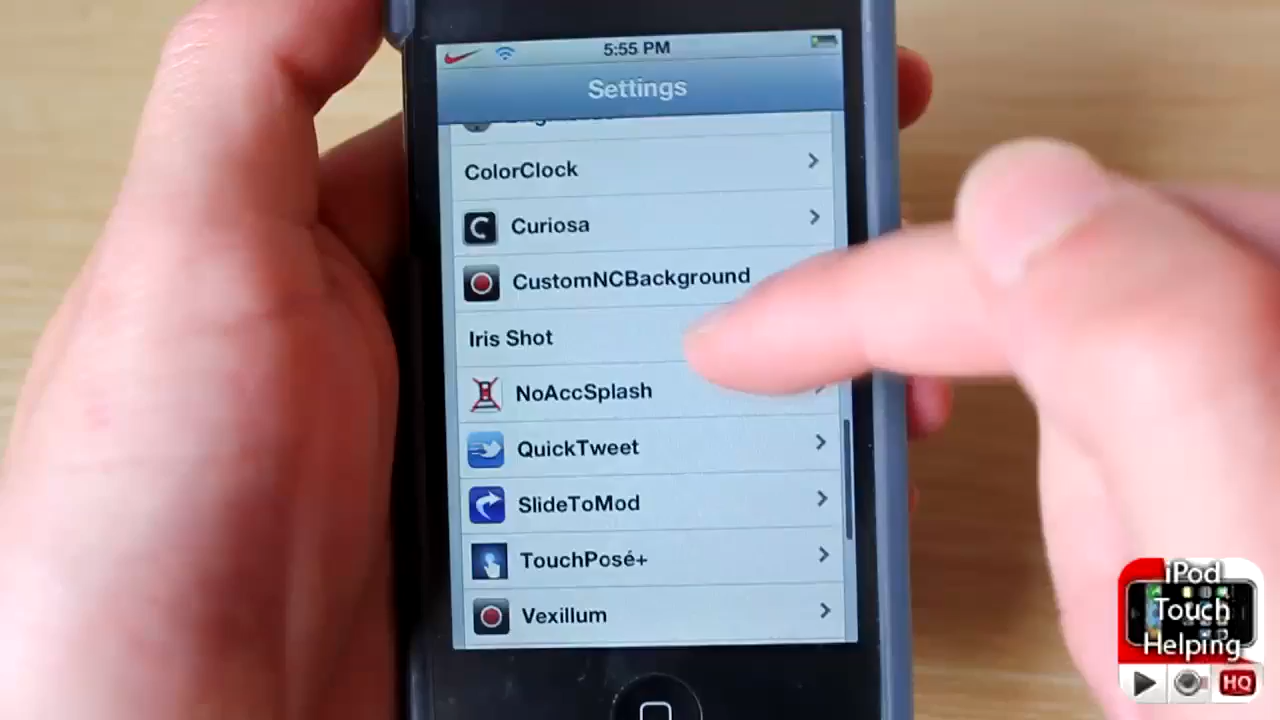 5:55 PM
Settings
ColorClock
Curiosa
CustomNCBackground
Iris Shot
NoAccSplash
QuickTweet
SlideToMod
TouchPosé+
Vexillum
iPod
Touch
Helping
HQ